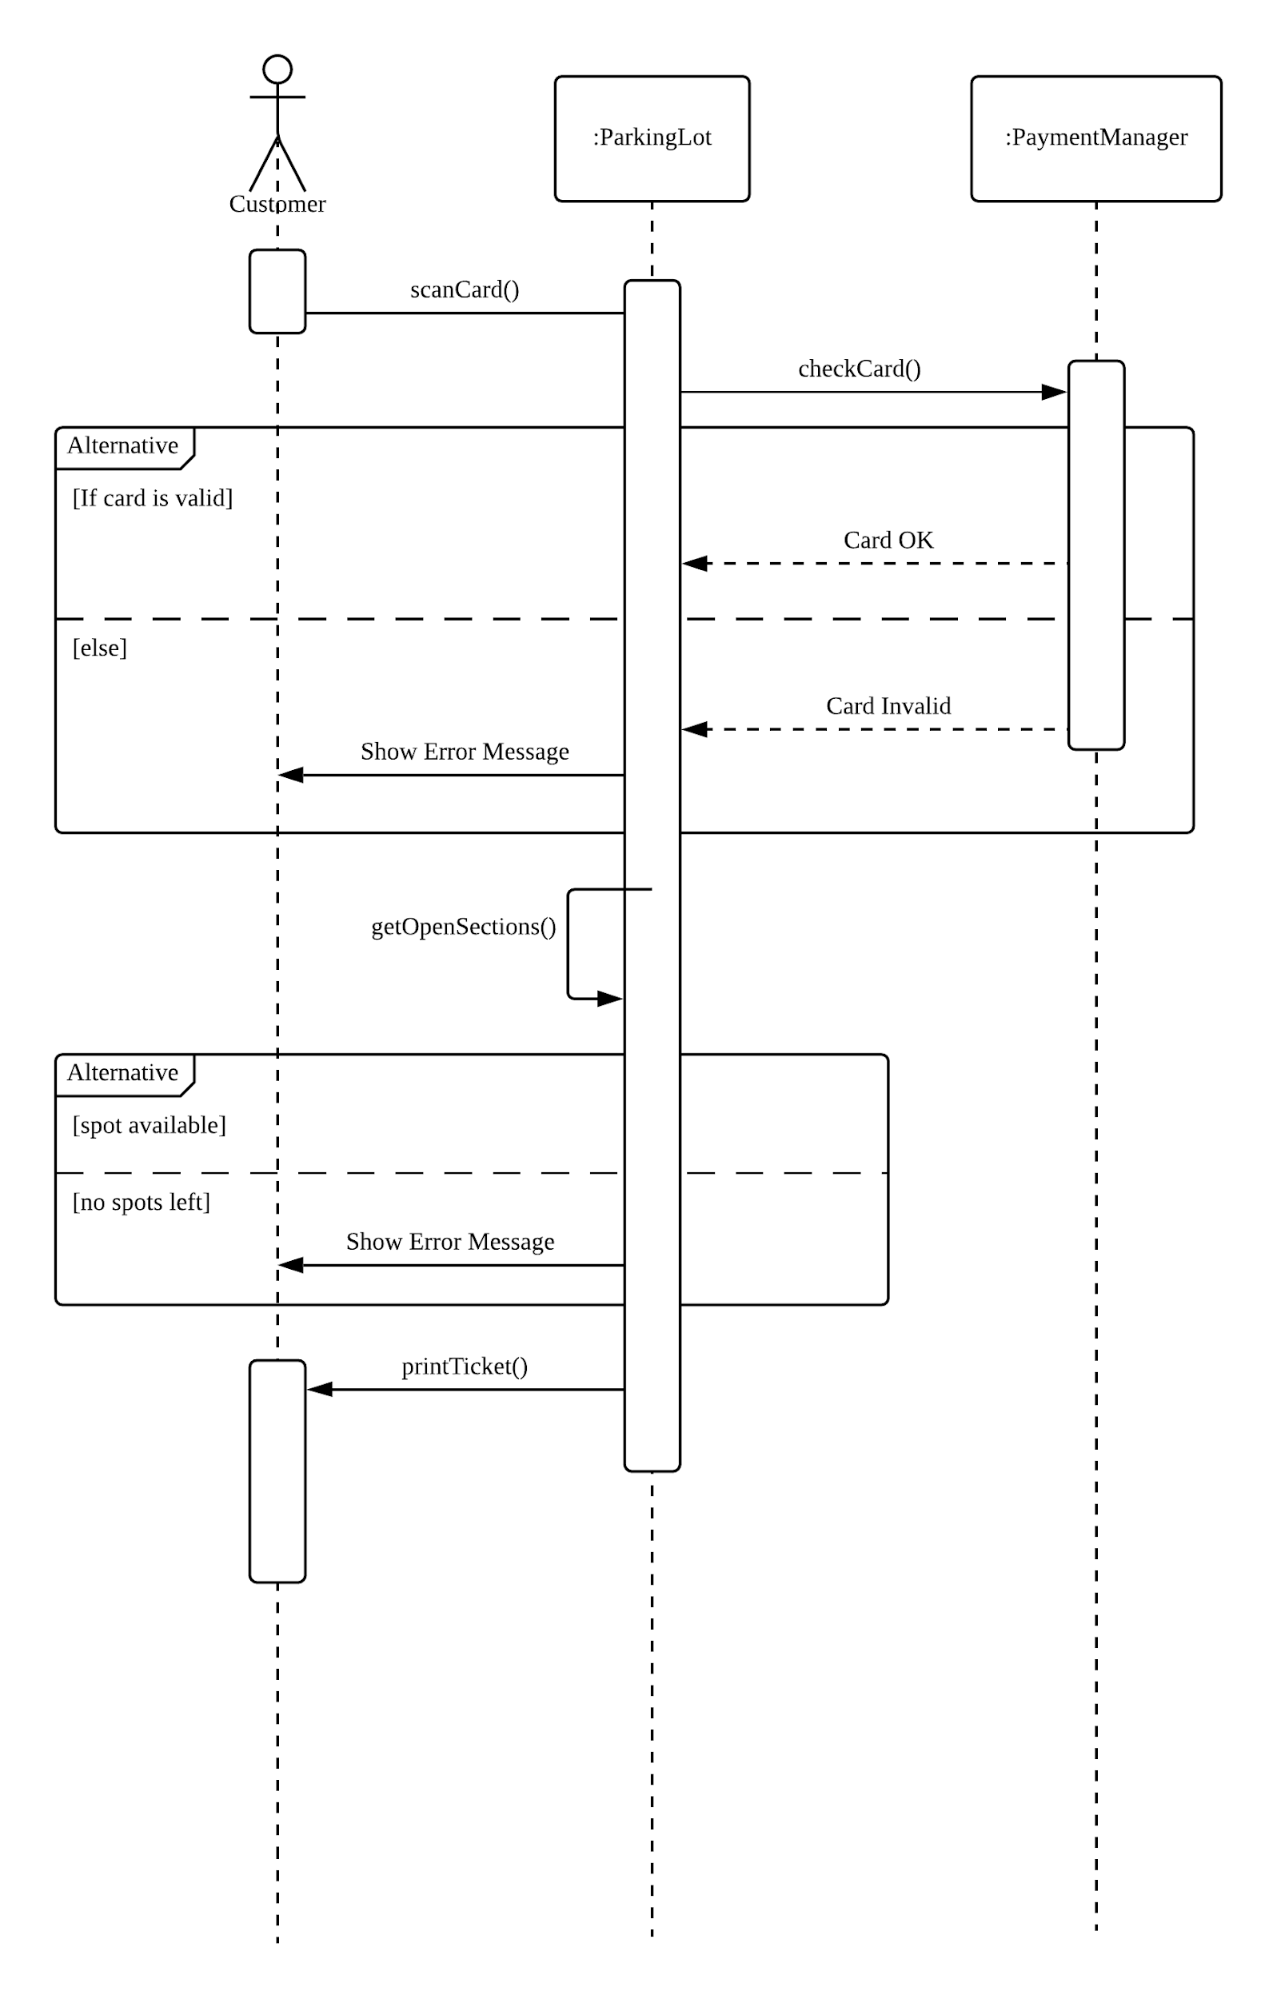 :ParkingLot
:PaymentManager
Customer
scanCard()
checkCard()
Alternative
[If card is valid]
Card OK
[else]
Card Invalid
Show Error Message
getOpenSections()
Alternative
[spot available]
[no spots left]
Show Error Message
printTicket()